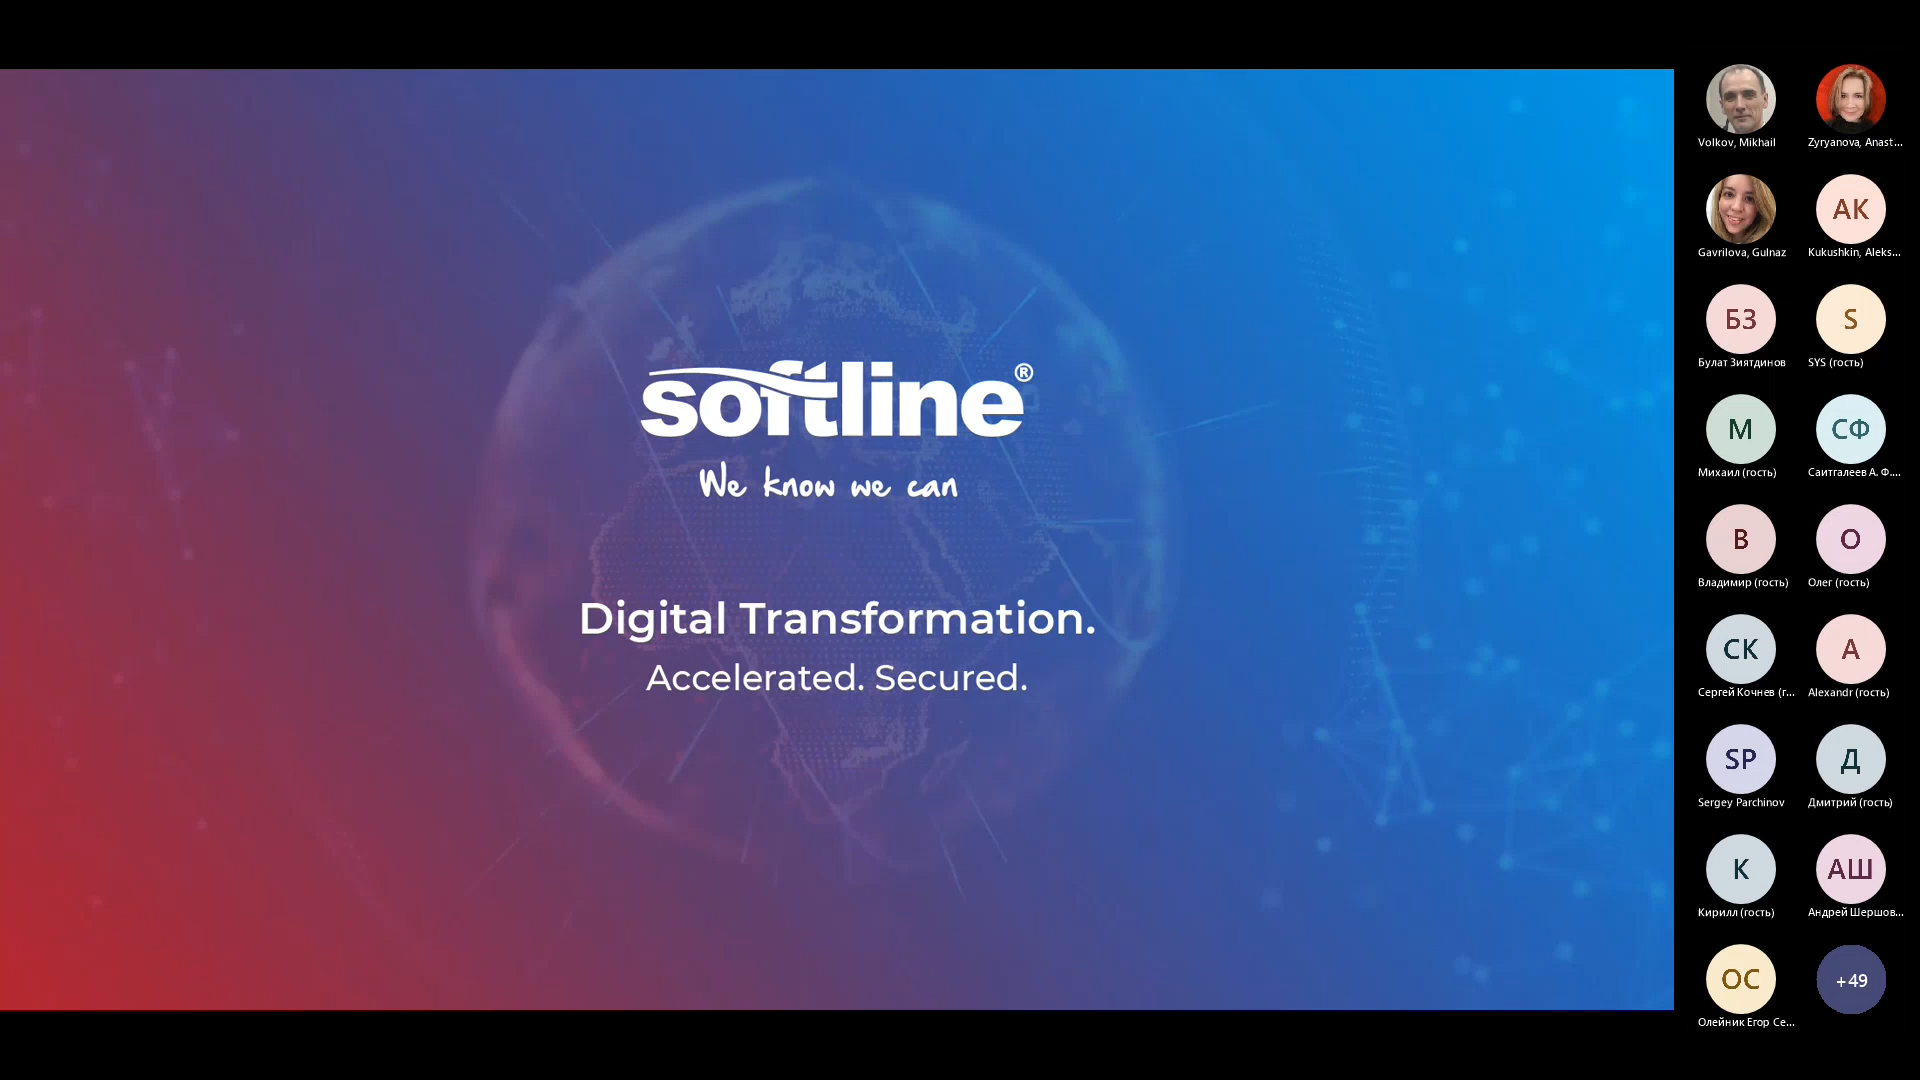 softline®
We know we can
Digital Transformation.
Accelerated. Secured.
Volkov, Mikhail
Zyryanova, Anast...
Gavrilova, Gulnaz
АК
Kukushkin, Aleks...
БЗ
Булат Зиятдинов
S
SYS (гость)
М
Михаил (гость)
СФ
Саитгалеев А. Ф....
В
Владимир (гость)
О
Олег (гость)
СК
Сергей Кочнев (г...
A
Alexandr (гость)
SP
Sergey Parchinov
Д
Дмитрий (гость)
К
Кирилл (гость)
АШ
Андрей Шершов...
ОС
Олейник Егор Се...
+49